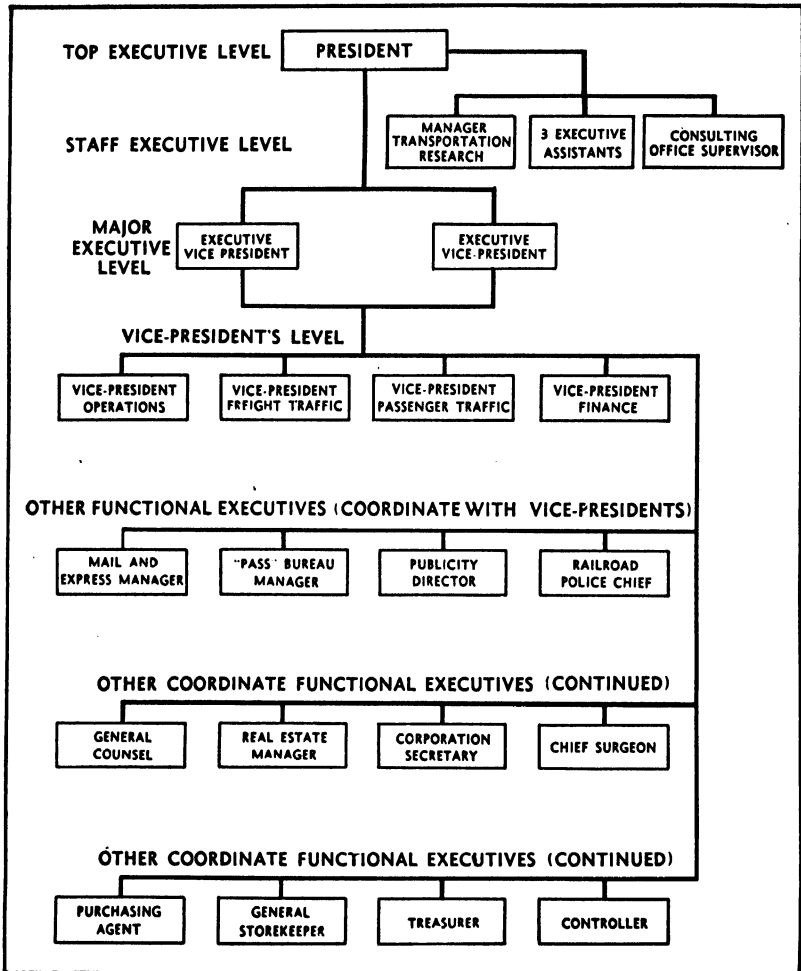 TOP EXECUTIVE LEVEL
PRESIDENT
STAFF EXECUTIVE LEVEL
MANAGER
TRANSPORTATION
RESEARCH
3 EXECUTIVE
ASSISTANTS
CONSULTING
OFFICE SUPERVISOR
MAJOR
EXECUTIVE
LEVEL
EXECUTIVE
VICE PRESIDENT
EXECUTIVE
VICE-PRESIDENT
VICE-PRESIDENT'S LEVEL
VICE-PRESIDENT
OPERATIONS
VICE-PRESIDENT
FREIGHT TRAFFIC
VICE-PRESIDENT
PASSENGER TRAFFIC
VICE-PRESIDENT
FINANCE
OTHER FUNCTIONAL EXECUTIVES (COORDINATE WITH VICE-PRESIDENTS)
MAIL AND
EXPRESS MANAGER
"PASS" BUREAU
MANAGER
PUBLICITY
DIRECTOR
RAILROAD
POLICE CHIEF
OTHER COORDINATE FUNCTIONAL EXECUTIVES (CONTINUED)
GENERAL
COUNSEL
REAL ESTATE
MANAGER
CORPORATION
SECRETARY
CHIEF SURGEON
OTHER COORDINATE FUNCTIONAL EXECUTIVES (CONTINUED)
PURCHASING
AGENT
GENERAL
STOREKEEPER
TREASURER
CONTROLLER